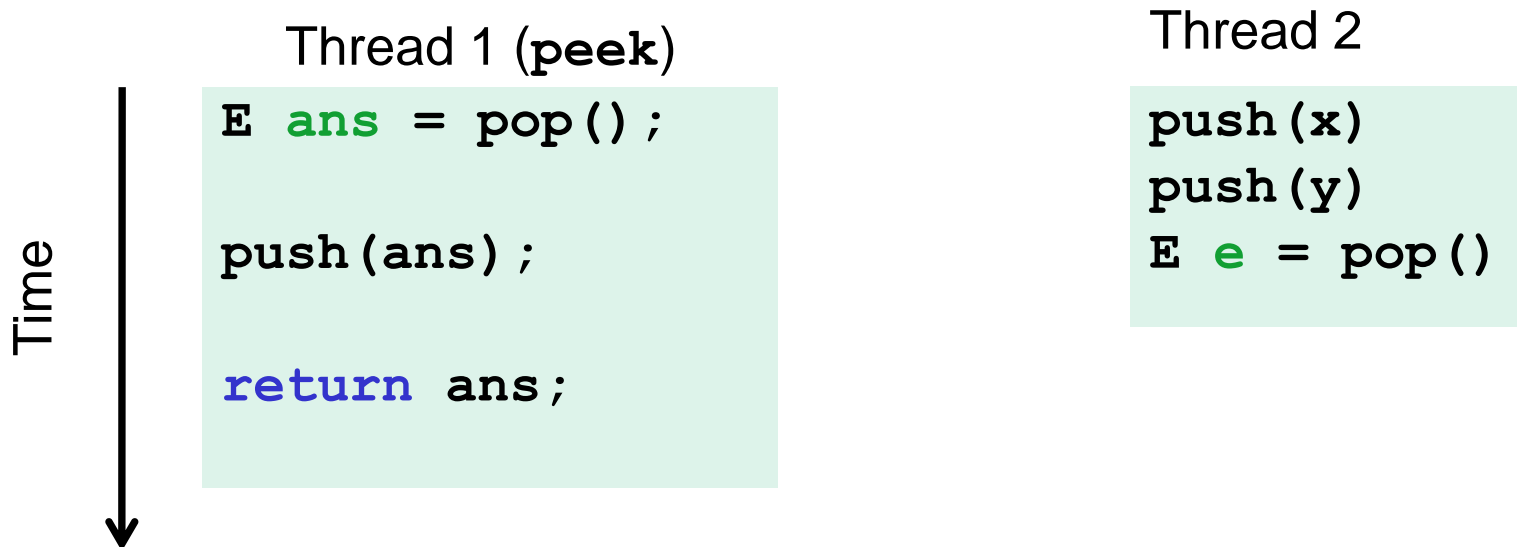 Thread 1 (peek)
E ans = pop();
push(ans);
return ans;
Thread 2
push(x)
push(y)
E e = pop()
Time